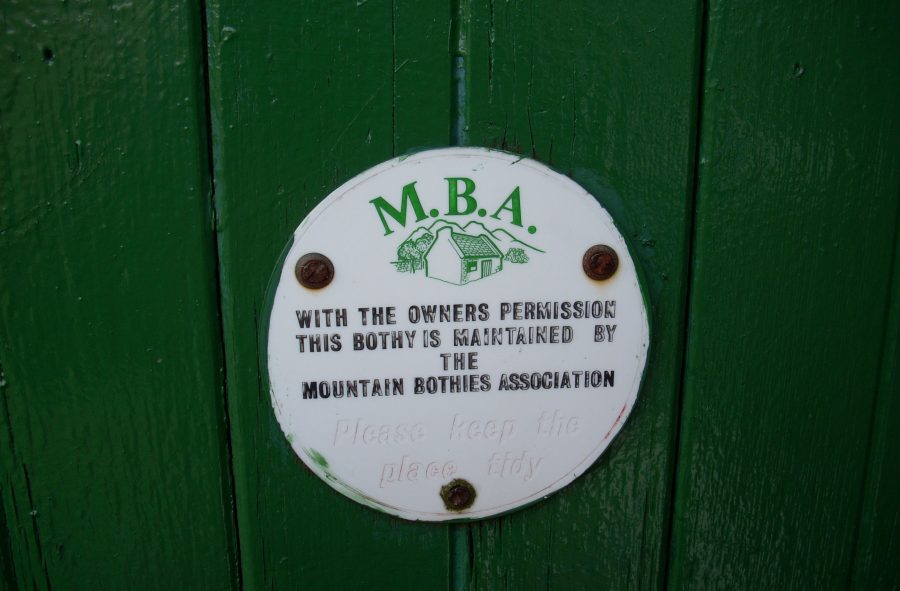 M.B.A.
WITH THE OWNERS PERMISSION
THIS BOTHY IS MAINTAINED BY
THE
MOUNTAIN BOTHIES ASSOCIATION
Please keep the
place tidy